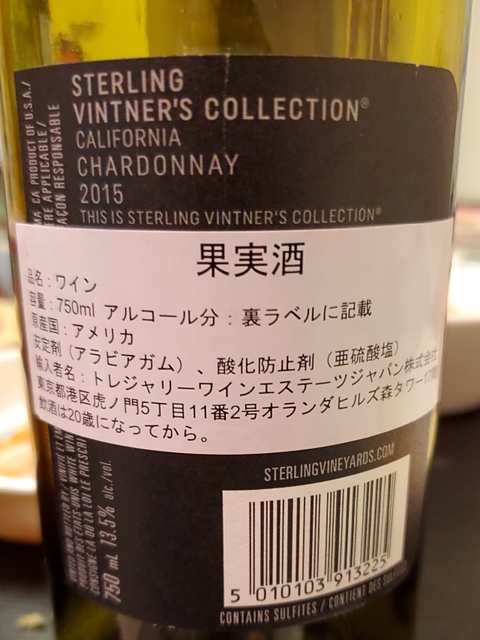 STERLING
VINTNER'S COLLECTION®
CALIFORNIA
CHARDONNAY
2015
THIS IS STERLING VINTNER'S COLLECTION®
果実酒
品名：ワイン
容量：750ml アルコール分：裏ラベルに記載
原産国：アメリカ
安定剤（アラビアガム）、酸化防止剤（亜硫酸塩）
輸入者名：トレジャリーワインエステーツジャパン株式会社
東京都港区虎ノ門5丁目11番2号オランダヒルズ森タワー17階
飲酒は20歳になってから。
STERLINGVINEYARDS.COM
5 010103 913225
CONTAINS SULFITES / CONTIENT DES SULFITES
750 mL 13.5% alc./vol.
CA PRODUCT OF U.S.A./
APPLICABLE/
RESPONSABLE